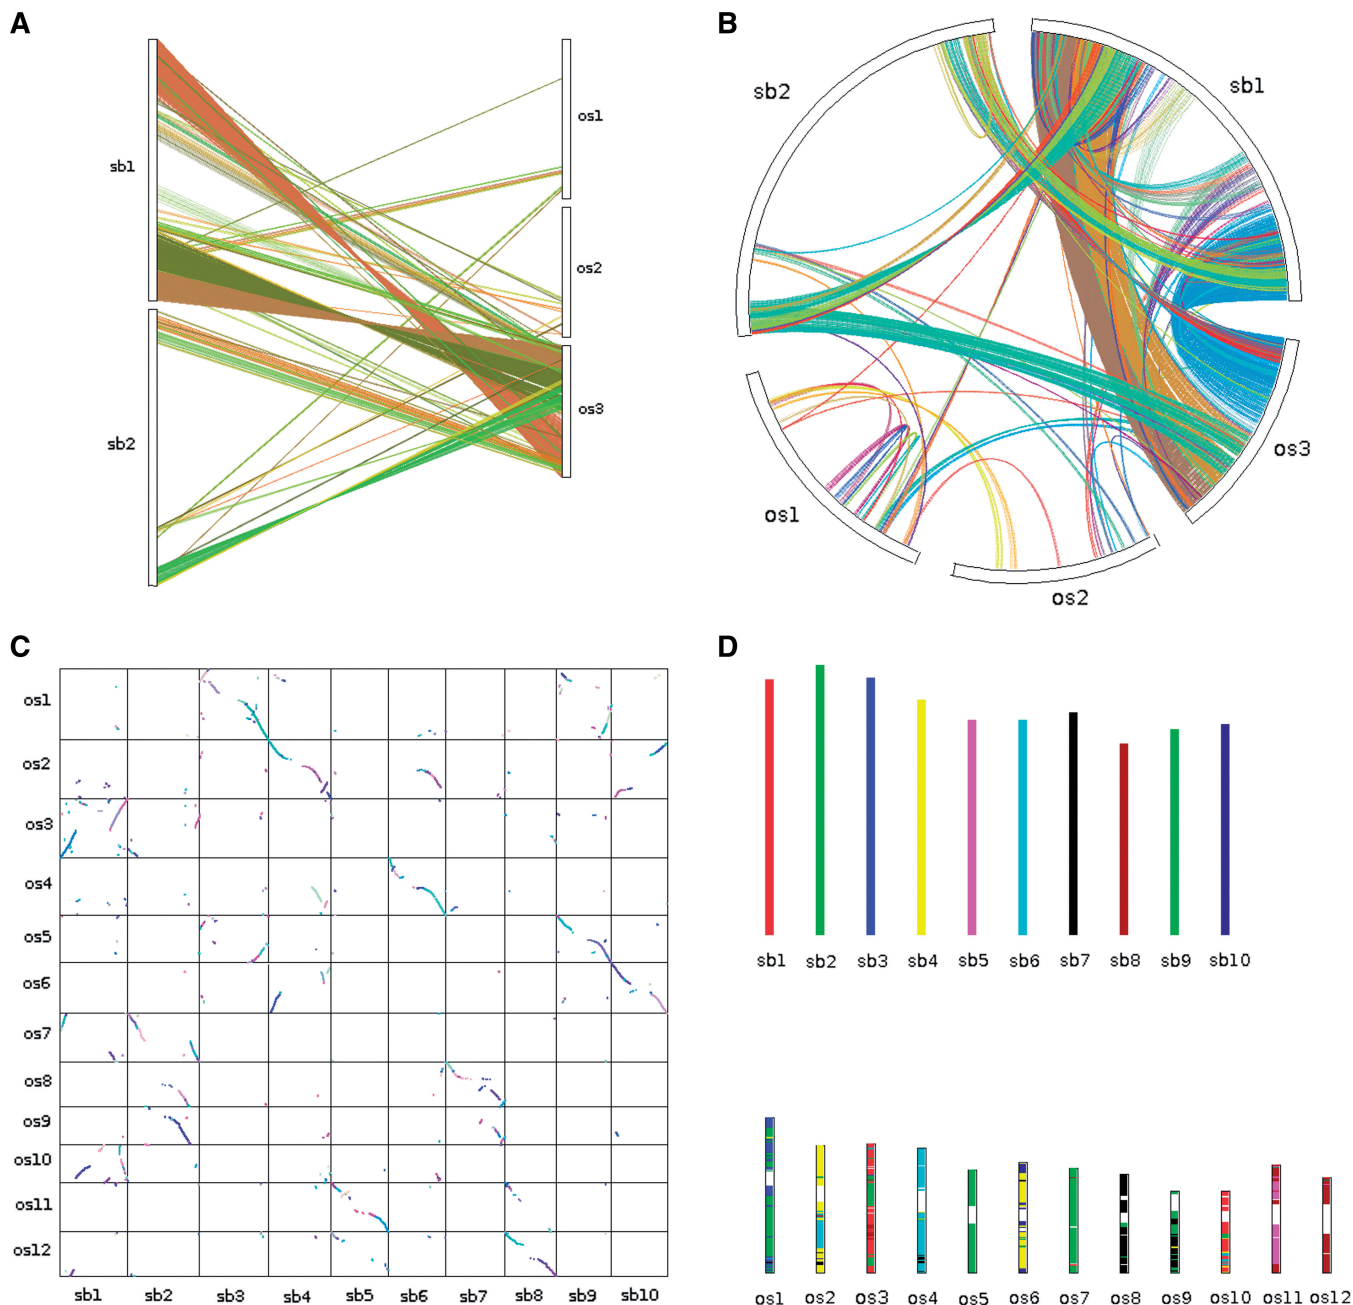 A
sb1
sb2
os1
os2
os3
B
sb2
sb1
os3
os1
os2
C
os1
os2
os3
os4
os5
os6
os7
os8
os9
os10
os11
os12
sb1 sb2 sb3 sb4 sb5 sb6 sb7 sb8 sb9 sb10
D
sb1 sb2 sb3 sb4 sb5 sb6 sb7 sb8 sb9 sb10
os1 os2 os3 os4 os5 os6 os7 os8 os9 os10 os11 os12